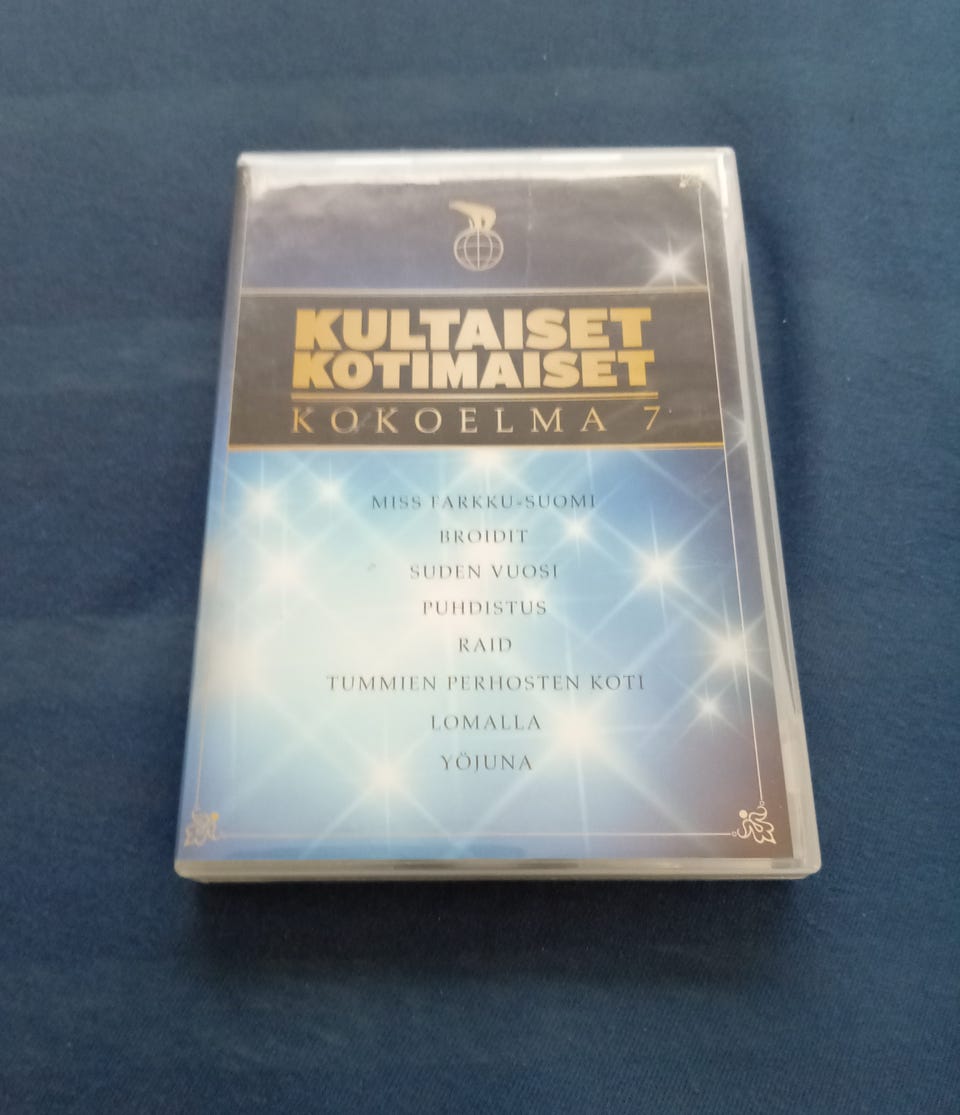 KULTAISET
KOTIMAISET
KOKOELMA 7
MISS FARKKU-SUOMI
BROIDIT
SUDEN VUOSI
PUHDISTUS
RAID
TUMMIEN PERHOSTEN KOTI
LOMALLA
YÖJUNA